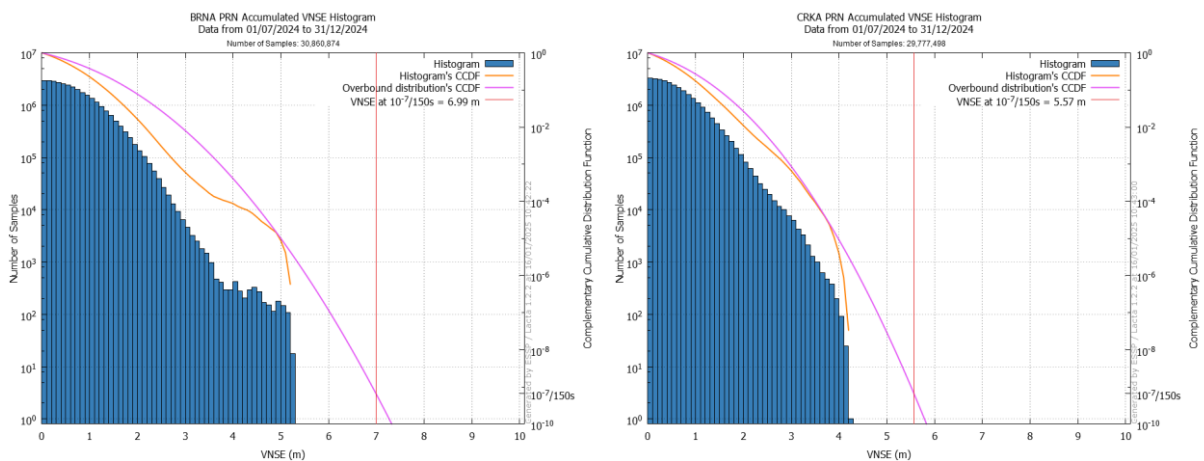 BRNA PRN Accumulated VNSE Histogram
Data from 01/07/2024 to 31/12/2024
Number of Samples: 30,860,874
Histogram
Histogram's CCDF
Overbound distribution's CCDF
VNSE at 10^-7/150s = 6.99 m
10^7
10^6
10^5
10^4
10^3
10^2
10^1
10^0
Number of Samples
10^0
10^-2
10^-4
10^-6
10^-8
10^-7/150s
10^-10
Complementary Cumulative Distribution Function
0 1 2 3 4 5 6 7 8 9 10
VNSE (m)
CRKA PRN Accumulated VNSE Histogram
Data from 01/07/2024 to 31/12/2024
Number of Samples: 29,777,498
Histogram
Histogram's CCDF
Overbound distribution's CCDF
VNSE at 10^-7/150s = 5.57 m
10^7
10^6
10^5
10^4
10^3
10^2
10^1
10^0
Number of Samples
10^0
10^-2
10^-4
10^-6
10^-8
10^-7/150s
10^-10
Complementary Cumulative Distribution Function
0 1 2 3 4 5 6 7 8 9 10
VNSE (m)